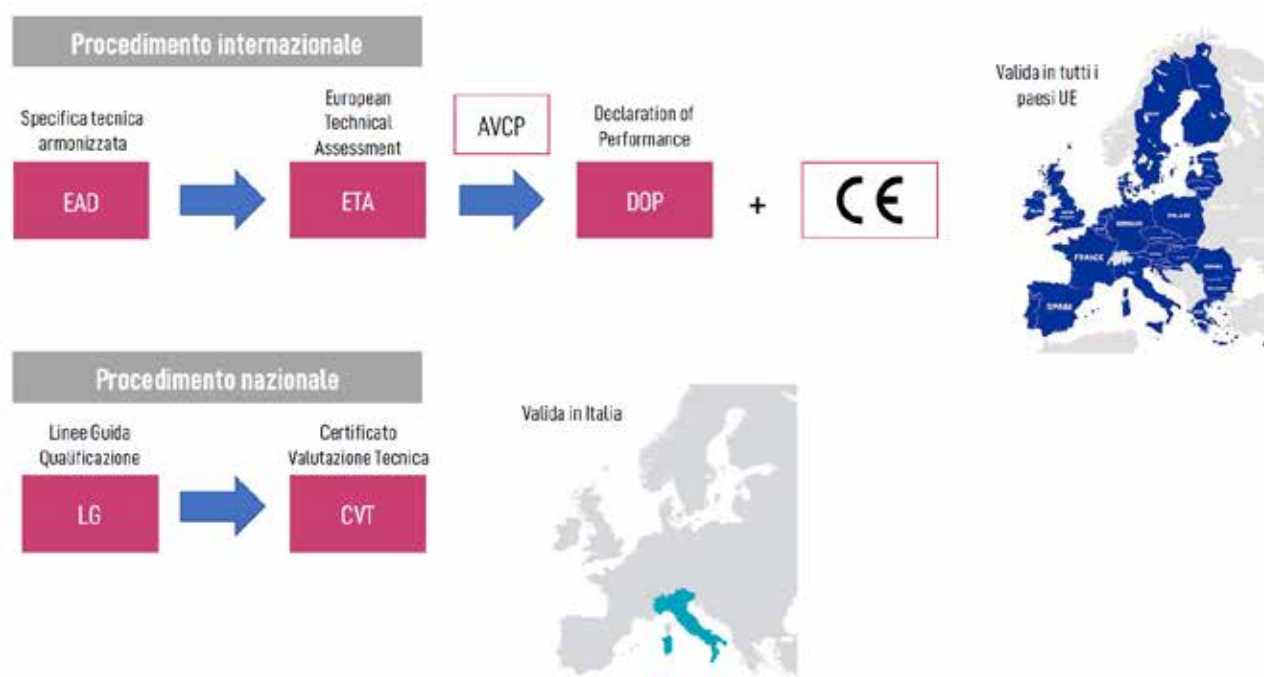 Procedimento internazionale
Specifica tecnica
armonizzata
EAD
European
Technical
Assessment
ETA
AVCP
Declaration of
Performance
DOP
+
CE
Valida in tutti i
paesi UE
FRANCE
SPAIN
Procedimento nazionale
Linee Guida
Qualificazione
LG
Certificato
Valutazione Tecnica
CVT
Valida in Italia